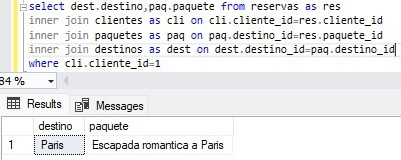 select dest.destino,paq.paquete from reservas as res
inner join clientes as cli on cli.cliente_id=res.cliente_id
inner join paquetes as paq on paq.destino_id=res.paquete_id
inner join destinos as dest on dest.destino_id=paq.destino_id
where cli.cliente_id=1
84 %
Results Messages
destino paquete
1 Paris Escapada romantica a Paris